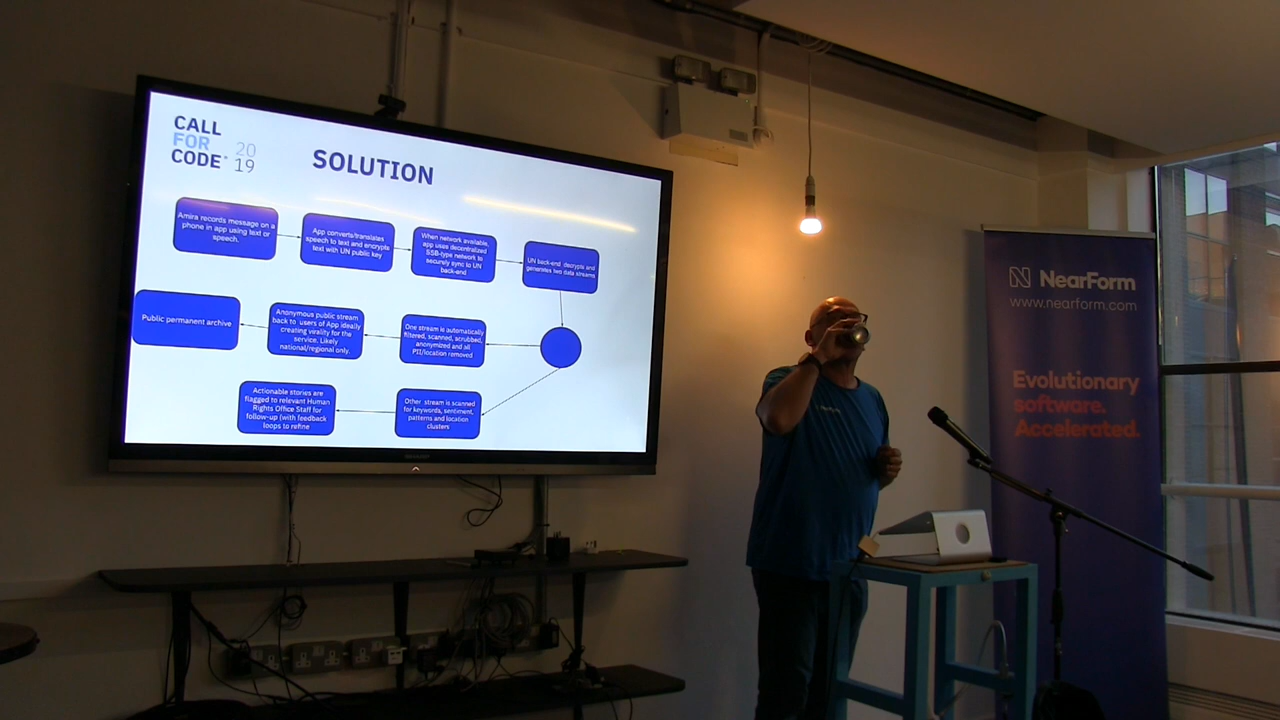 CALL
FOR
CODE
20
19
SOLUTION
Amira records message on a
phone in app using text or
speech.
App converts/translates
speech to text and encrypts
text with UN public key
When network available,
app uses decentralized
SSB-type network to
securely sync to UN
back-end
UN back-end decrypts and
generates two data streams
Public permanent archive
Anonymous public stream
back to users of App ideally
creating virality for the
service. Likely
national/regional only.
One stream is automatically
filtered, scanned, scrubbed,
anonymized and all
PII/location removed
Actionable stories are
flagged to relevant Human
Rights Office Staff for
follow-up (with feedback
loops to refine
Other stream is scanned
for keywords, sentiment,
patterns and location
clusters
NearForm
www.nearform.com
Evolutionary
software.
Accelerated.